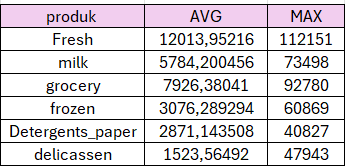 produk AVG MAX
Fresh 12013,95216 112151
milk 5784,200456 73498
grocery 7926,38041 92780
frozen 3076,289294 60869
Detergents_paper 2871,143508 40827
delicassen 1523,56492 47943